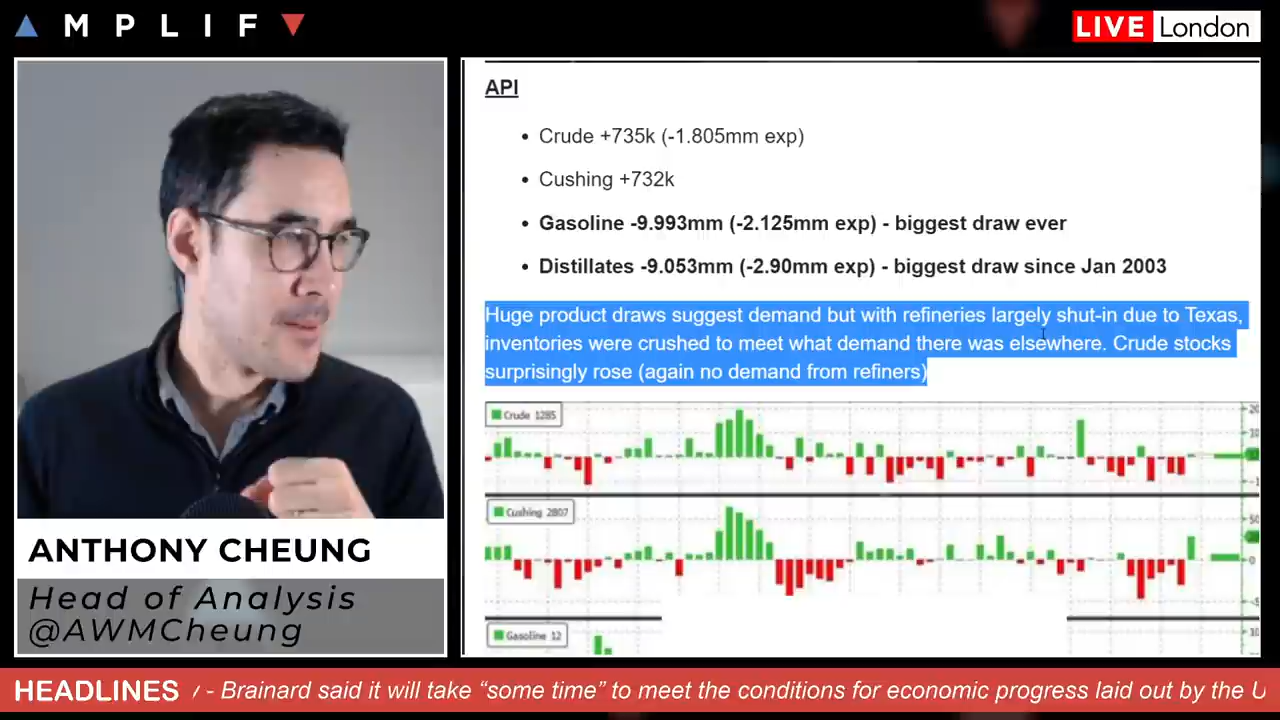 ▲ M P L I F ▼
LIVE London
API
• Crude +735k (-1.805mm exp)
• Cushing +732k
• Gasoline -9.993mm (-2.125mm exp) - biggest draw ever
• Distillates -9.053mm (-2.90mm exp) - biggest draw since Jan 2003
Huge product draws suggest demand but with refineries largely shut-in due to Texas,
inventories were crushed to meet what demand there was elsewhere. Crude stocks
surprisingly rose (again no demand from refiners)
Crude 1285
Cushing 2807
0
Gasoline 12
ANTHONY CHEUNG
Head of Analysis
@AWMCheung
HEADLINES / - Brainard said it will take “some time” to meet the conditions for economic progress laid out by the U